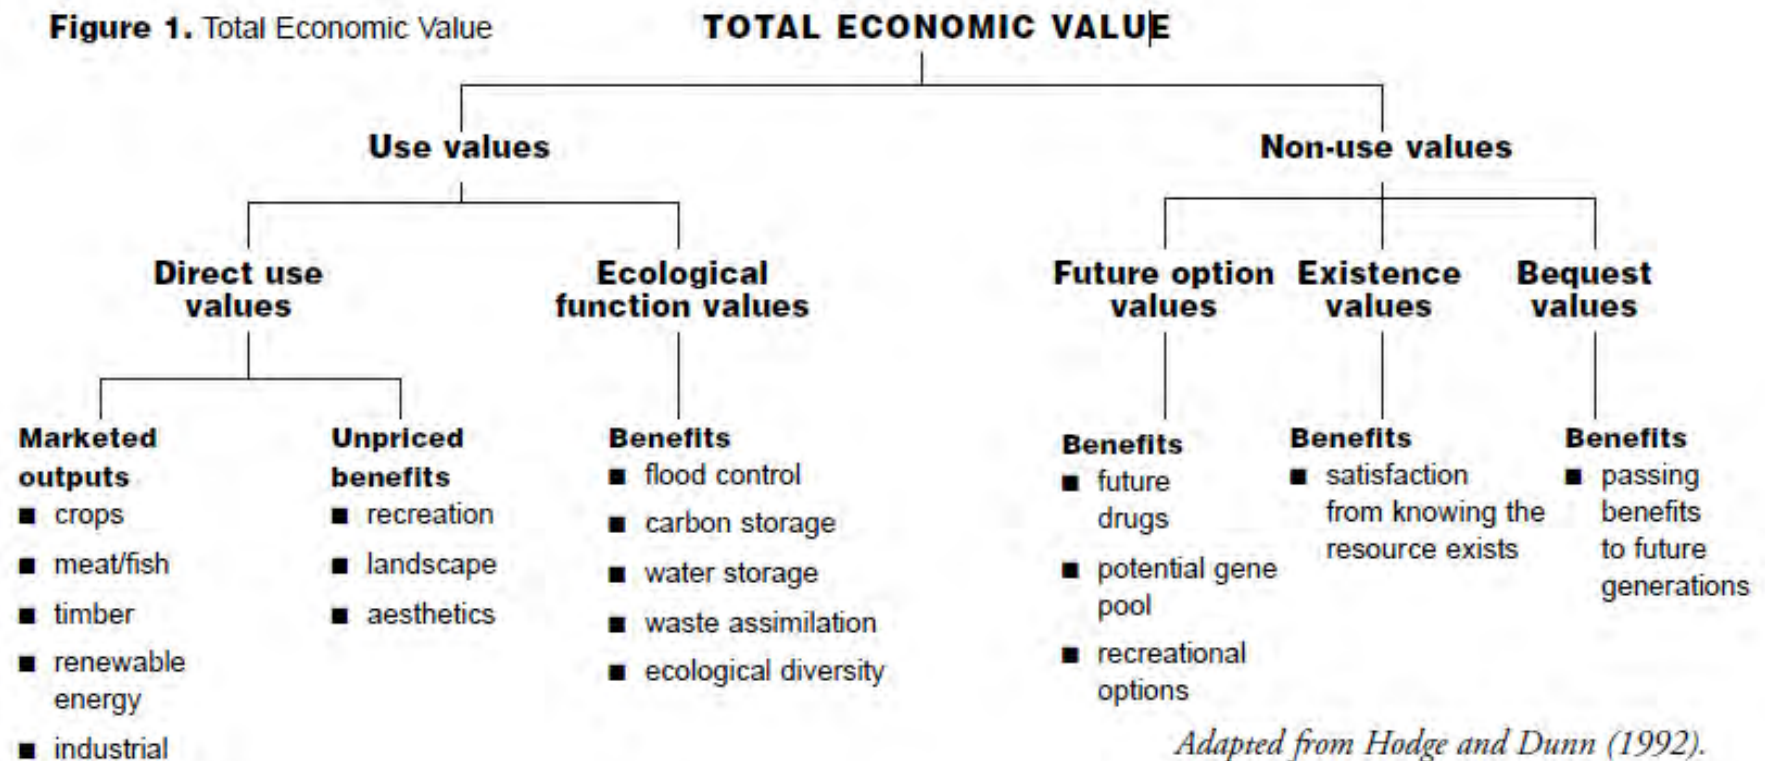 Figure 1. Total Economic Value
TOTAL ECONOMIC VALUE
Use values
Non-use values
Direct use
values
Ecological
function values
Future option
values
Existence
values
Bequest
values
Marketed
outputs
■ crops
■ meat/fish
■ timber
■ renewable
energy
■ industrial
Unpriced
benefits
■ recreation
■ landscape
■ aesthetics
Benefits
■ flood control
■ carbon storage
■ water storage
■ waste assimilation
■ ecological diversity
Benefits
■ future
drugs
■ potential gene
pool
■ recreational
options
Benefits
■ satisfaction
from knowing the
resource exists
Benefits
■ passing
benefits
to future
generations
Adapted from Hodge and Dunn (1992).